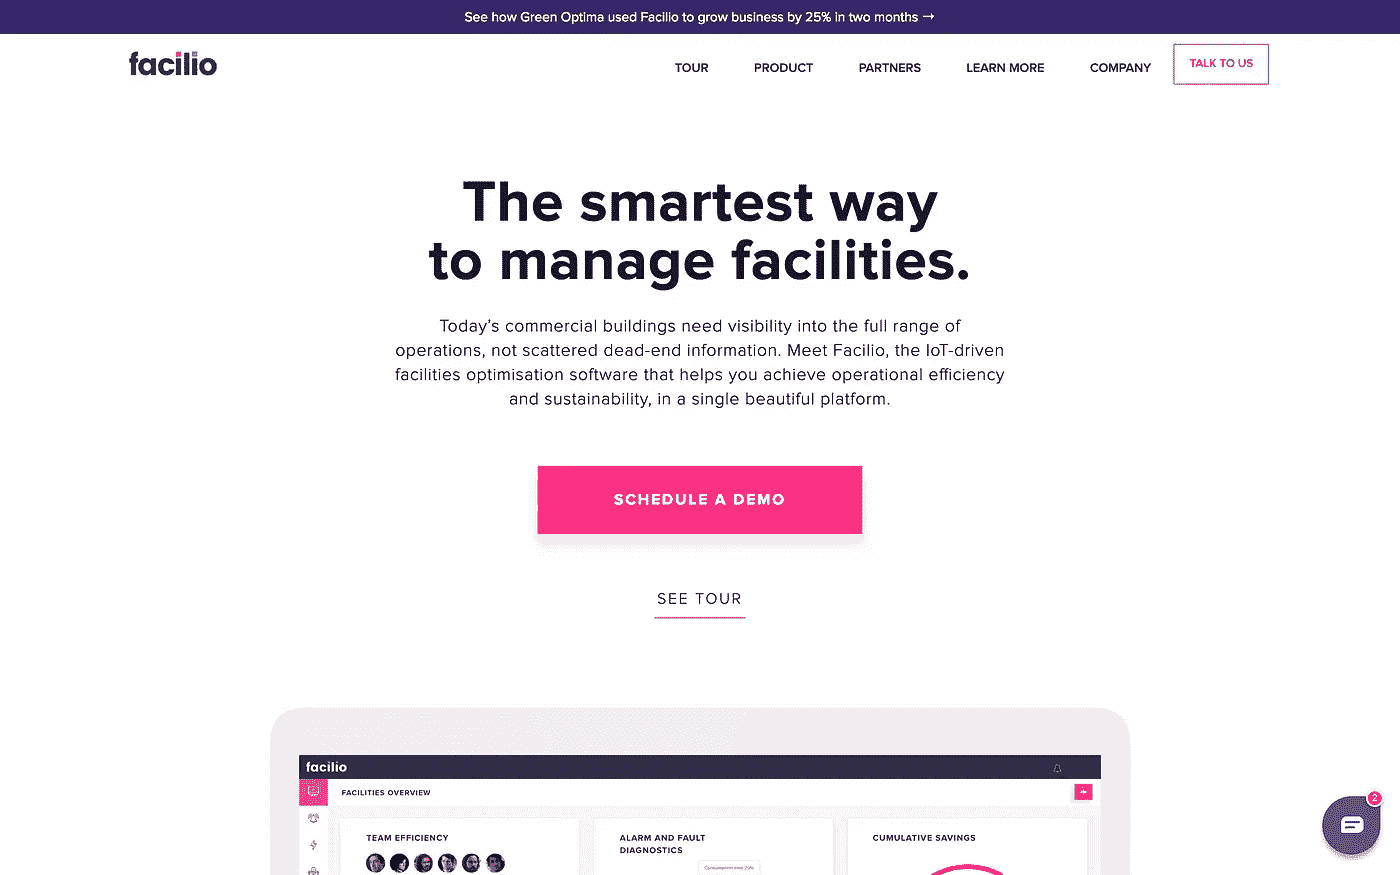 See how Green Optima used Facilio to grow business by 25% in two months →
facilio
TOUR
PRODUCT
PARTNERS
LEARN MORE
COMPANY
TALK TO US
The smartest way
to manage facilities.
Today's commercial buildings need visibility into the full range of
operations, not scattered dead-end information. Meet Facilio, the IoT-driven
facilities optimisation software that helps you achieve operational efficiency
and sustainability, in a single beautiful platform.
SCHEDULE A DEMO
SEE TOUR
facilio
FACILITIES OVERVIEW
+
TEAM EFFICIENCY
ALARM AND FAULT
DIAGNOSTICS
CUMULATIVE SAVINGS
2